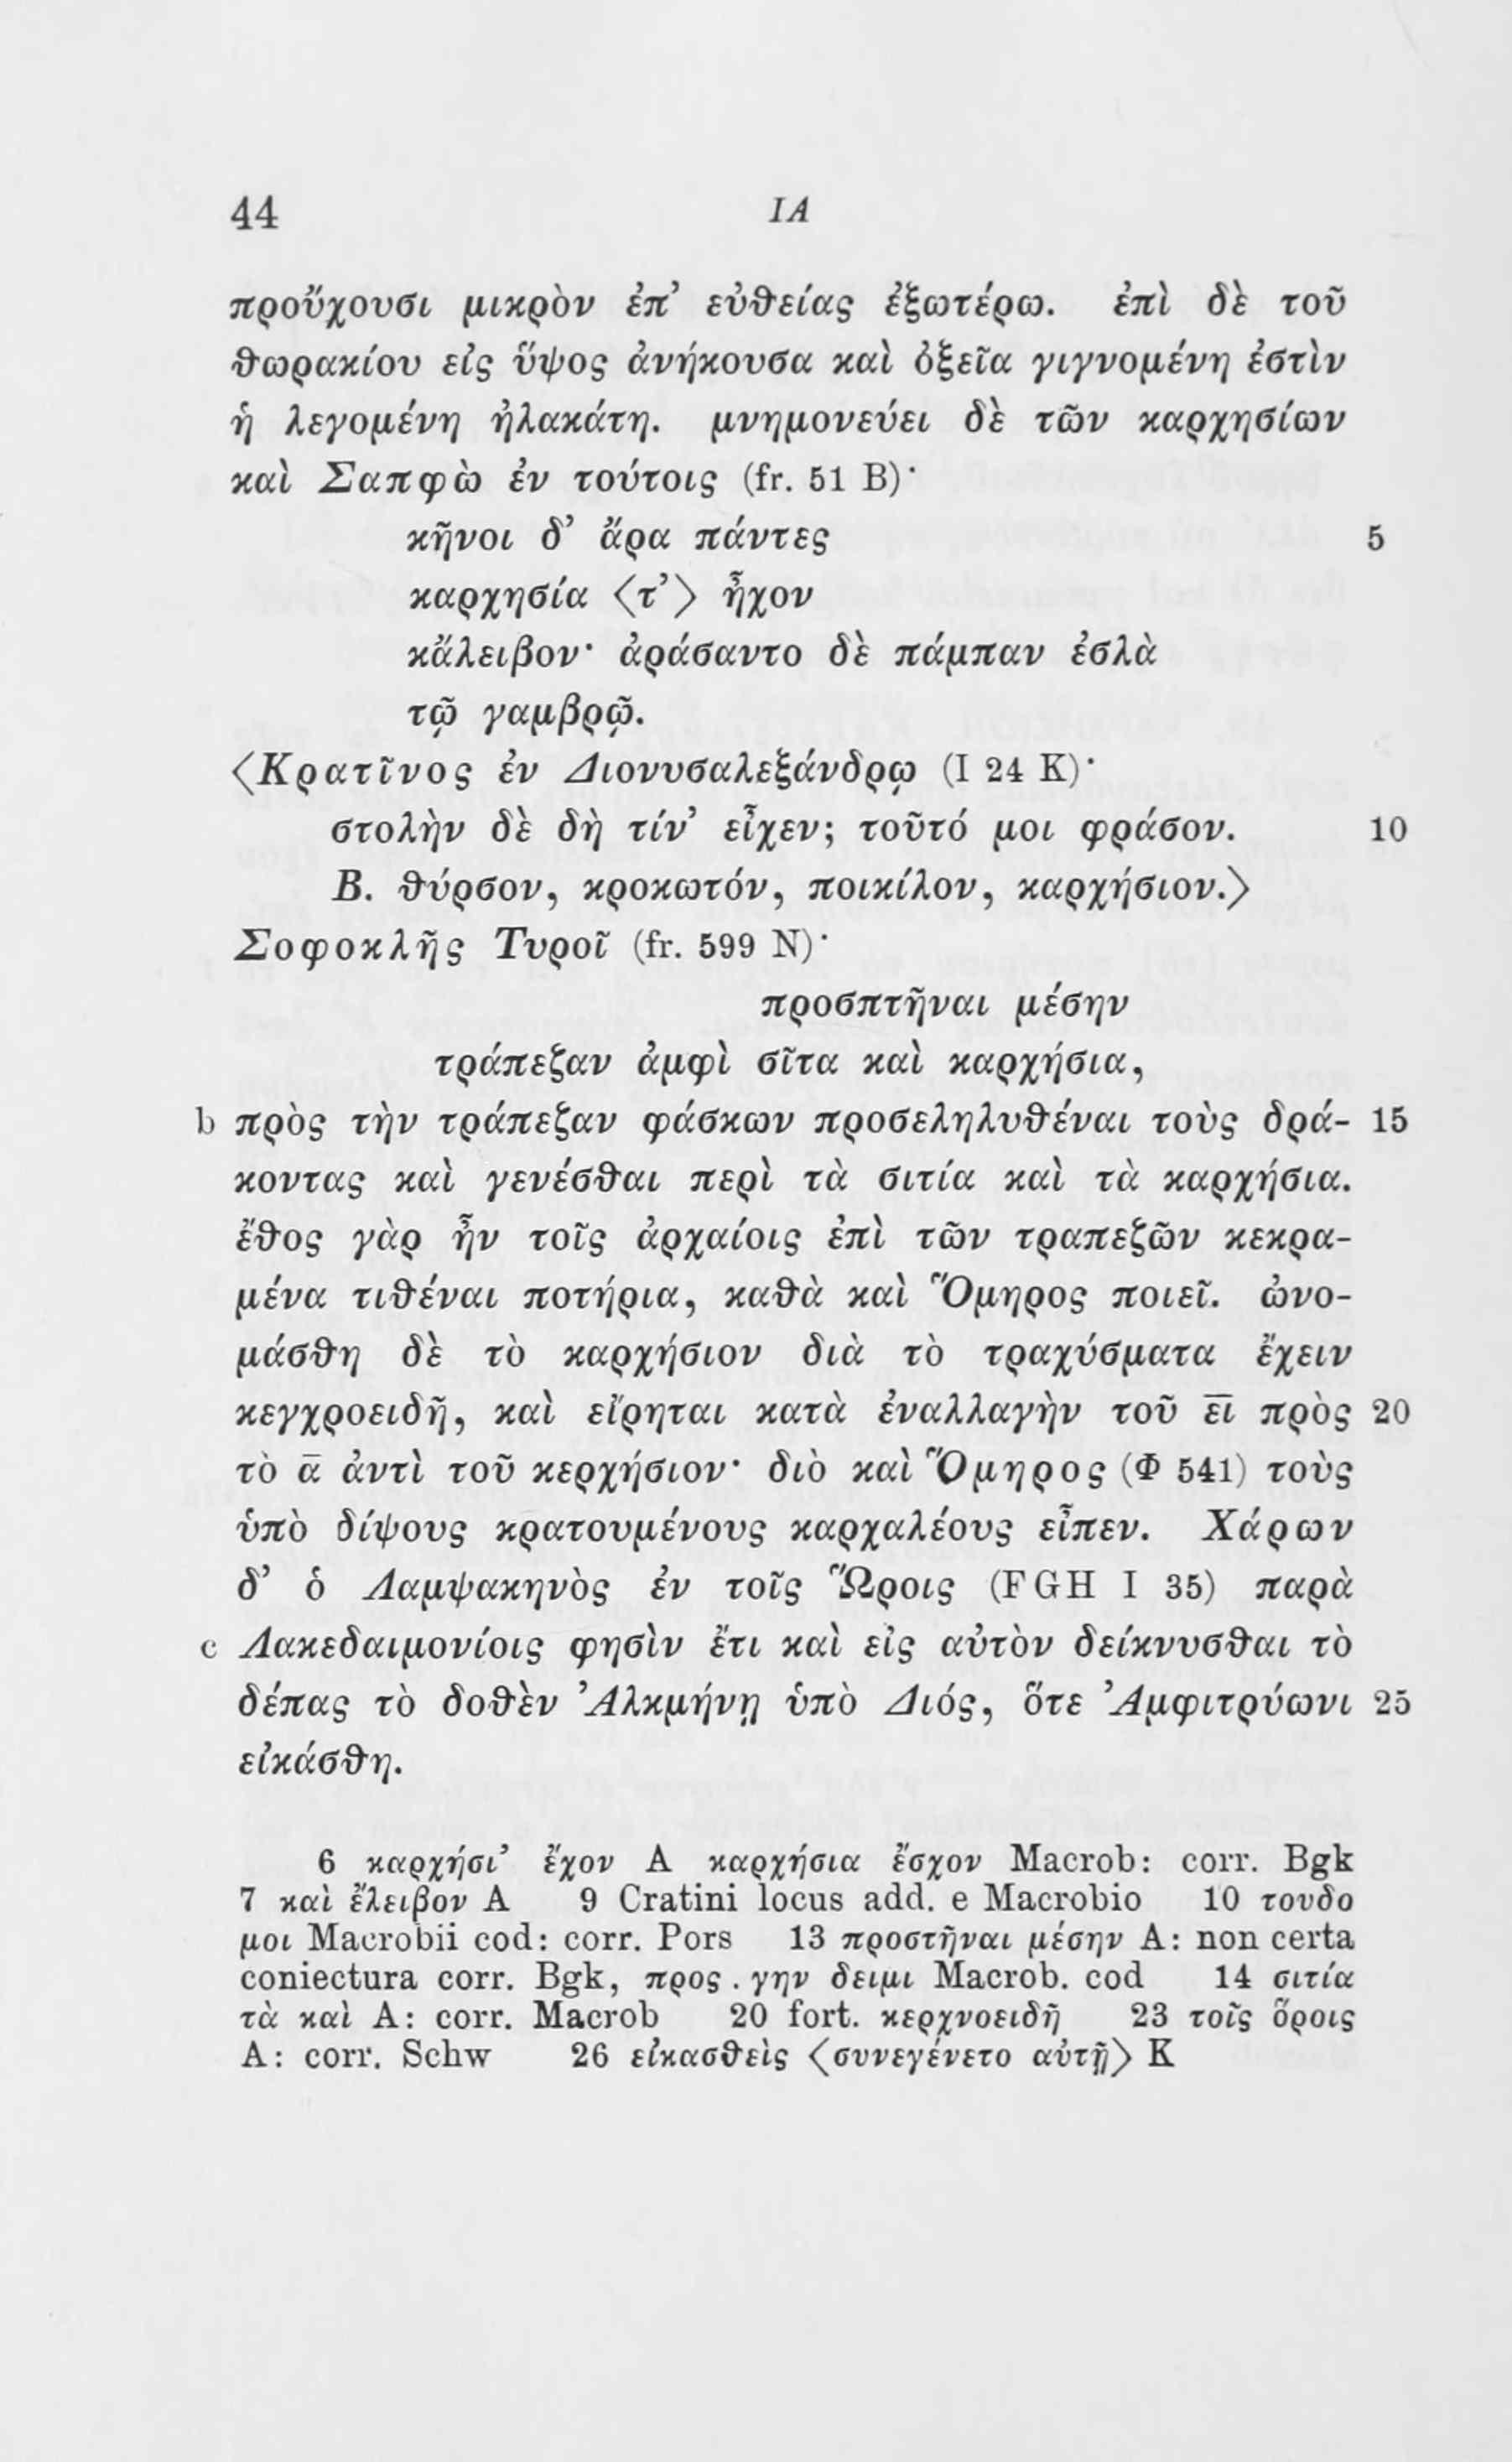 44 ΙΑ
προὔχουσι μικρὸν ἐπ’ εὐθείας ἐξωτέρω. ἐπὶ δὲ τοῦ
θωρακίου εἰς ὕψος ἀνήκουσα καὶ ὀξεῖα γιγνομένη ἐστὶν
ἡ λεγομένη ἠλακάτη. μνημονεύει δὲ τῶν καρχησίων
καὶ Σαπφὼ ἐν τούτοις (fr. 51 B)·
κῆνοι δ’ ἄρα πάντες 5
καρχησία ⟨τ’⟩ ἦχον
κἄλειβον· ἀράσαντο δὲ πάμπαν ἐσλὰ
τῷ γαμβρῷ.
⟨Κρατῖνος ἐν Διονυσαλεξάνδρῳ (I 24 K)·
στολὴν δὲ δὴ τίν’ εἶχεν; τοῦτό μοι φράσον. 10
Β. θύρσον, κροκωτόν, ποικίλον, καρχήσιον.⟩
Σοφοκλῆς Τυροῖ (fr. 599 N)·
προσπτῆναι μέσην
τράπεζαν ἀμφὶ σῖτα καὶ καρχήσια,
b πρὸς τὴν τράπεζαν φάσκων προσεληλυθέναι τοὺς δρά- 15
κοντας καὶ γενέσθαι περὶ τὰ σιτία καὶ τὰ καρχήσια.
ἔθος γὰρ ἦν τοῖς ἀρχαίοις ἐπὶ τῶν τραπεζῶν κεκρα-
μένα τιθέναι ποτήρια, καθὰ καὶ Ὅμηρος ποιεῖ. ὠνο-
μάσθη δὲ τὸ καρχήσιον διὰ τὸ τραχύσματα ἔχειν
κεγχροειδῆ, καὶ εἴρηται κατὰ ἐναλλαγὴν τοῦ ε̅ι̅ πρὸς 20
τὸ α̅ ἀντὶ τοῦ κερχήσιον· διὸ καὶ Ὅμηρος (Φ 541) τοὺς
ὑπὸ δίψους κρατουμένους καρχαλέους εἶπεν. Χάρων
δ’ ὁ Λαμψακηνὸς ἐν τοῖς Ὥροις (FGH I 35) παρὰ
c Λακεδαιμονίοις φησὶν ἔτι καὶ εἰς αὐτὸν δείκνυσθαι τὸ
δέπας τὸ δοθὲν Ἀλκμήνῃ ὑπὸ Διός, ὅτε Ἀμφιτρύωνι 25
εἰκάσθη.
6 καρχήσι’ ἔχον A καρχήσια ἔσχον Macrob: corr. Bgk
7 καὶ ἔλειβον A 9 Cratini locus add. e Macrobio 10 τουδο
μοι Macrobii cod: corr. Pors 13 προστῆναι μέσην A: non certa
coniectura corr. Bgk, προς . γην δειμι Macrob. cod 14 σιτία
τὰ καὶ A: corr. Macrob 20 fort. κερχνοειδῆ 23 τοῖς ὅροις
A: corr. Schw 26 εἰκασθεὶς ⟨συνεγένετο αὐτῇ⟩ K